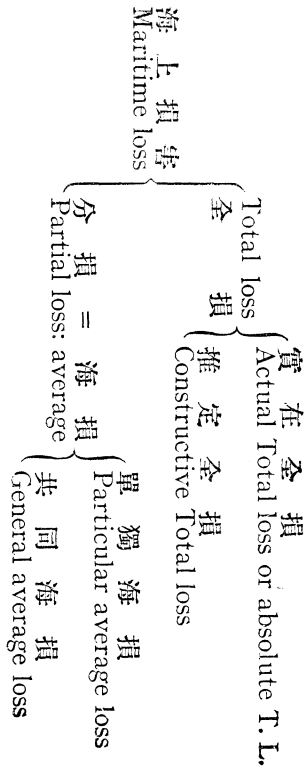 海上損害
Maritime loss
Total loss
全損
實在全損
Actual Total loss or absolute T. L.
推定全損
Constructive Total loss
分損 = 海損
Partial loss: average
單獨海損
Particular average loss
共同海損
General average loss